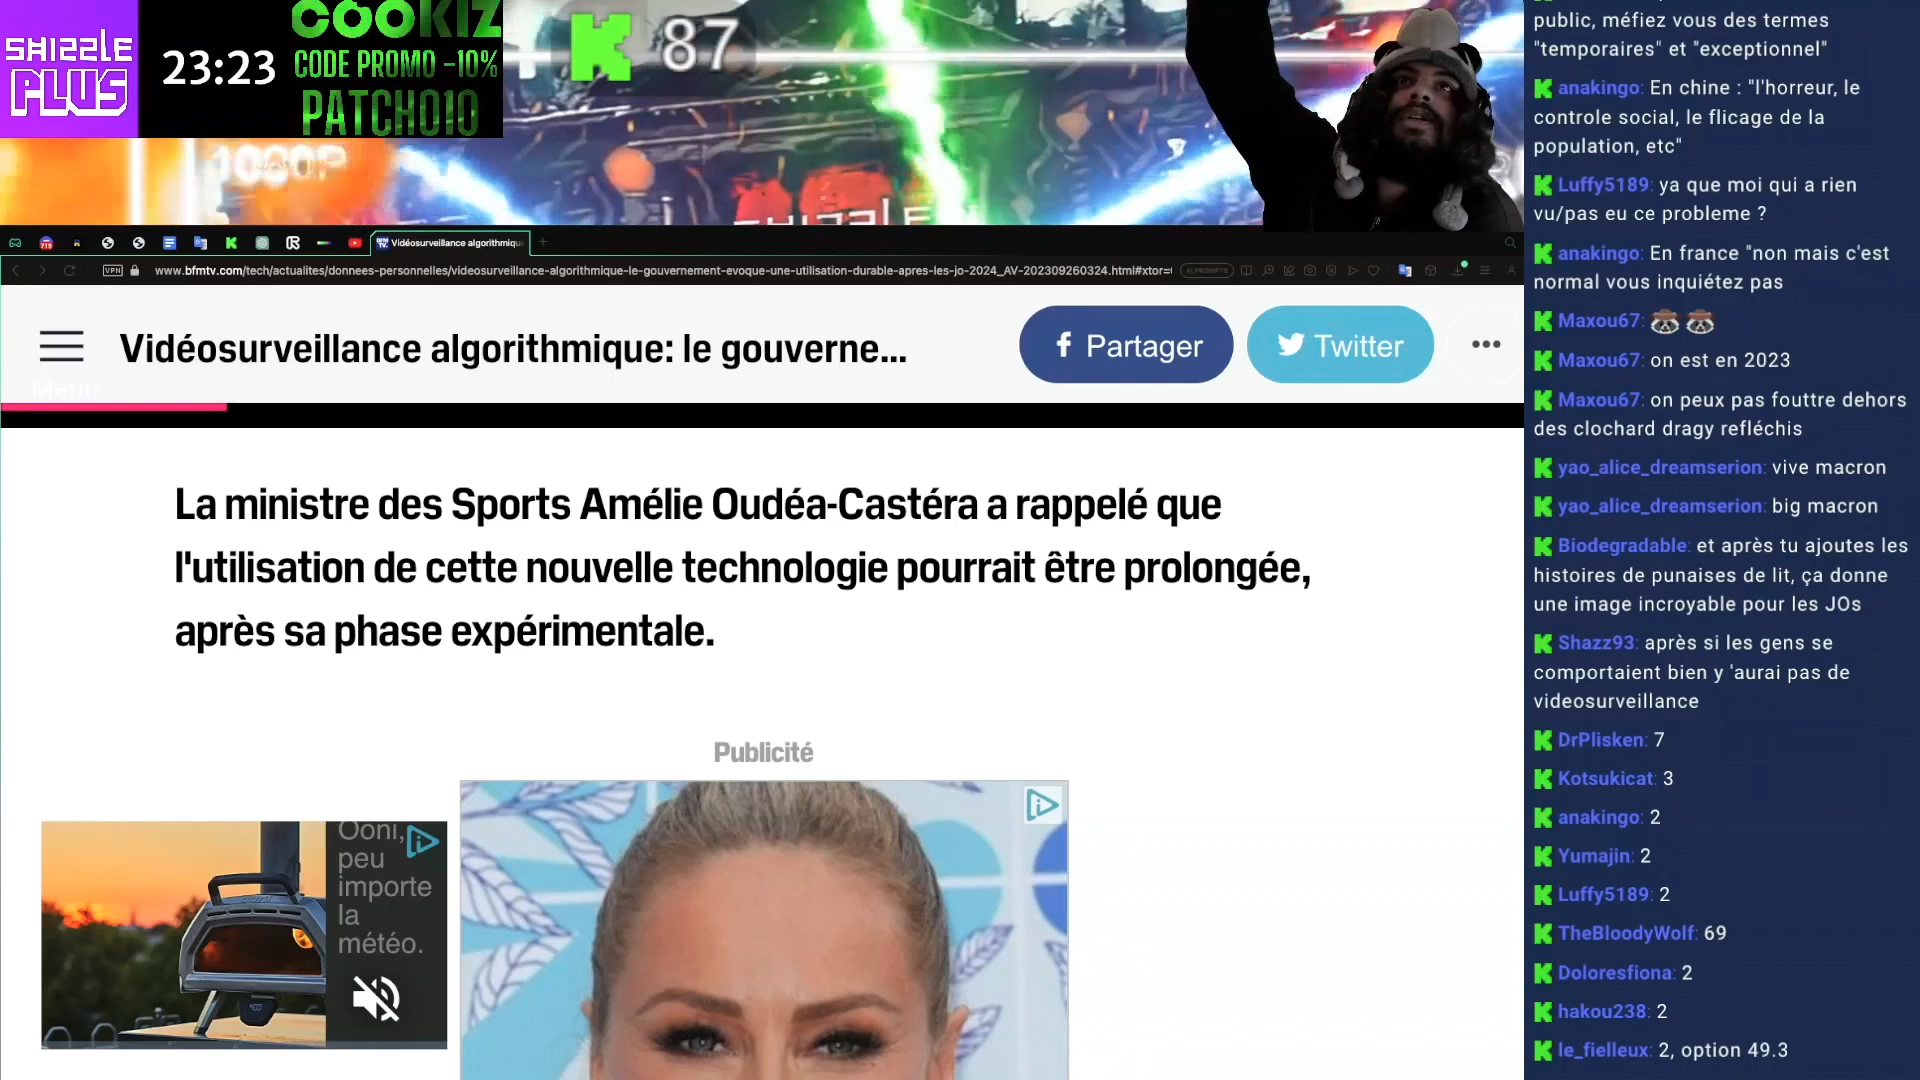 SHIZZLE
PLUS
23:23
COOKIZ
CODE PROMO -10%
PATCHO10
87
1080P
SHIZZLE
Vidéosurveillance algorithmiqu
VPN
www.bfmtv.com/tech/actualites/donnees-personnelles/videosurveillance-algorithmique-le-gouvernement-evoque-une-utilisation-durable-apres-les-jo-2024_AV-202309260324.html#xtor=
AI PROMPTS
Menu
Vidéosurveillance algorithmique: le gouverne...
Partager
Twitter
La ministre des Sports Amélie Oudéa-Castéra a rappelé que
l'utilisation de cette nouvelle technologie pourrait être prolongée,
après sa phase expérimentale.
Publicité
Ooni,
peu
importe
la
météo.
public, méfiez vous des termes
"temporaires" et "exceptionnel"
anakingo: En chine : "l'horreur, le
controle social, le flicage de la
population, etc"
Luffy5189: ya que moi qui a rien
vu/pas eu ce probleme ?
anakingo: En france "non mais c'est
normal vous inquiétez pas
Maxou67:
Maxou67: on est en 2023
Maxou67: on peux pas fouttre dehors
des clochard dragy refléchis
yao_alice_dreamserion: vive macron
yao_alice_dreamserion: big macron
Biodegradable: et après tu ajoutes les
histoires de punaises de lit, ça donne
une image incroyable pour les JOs
Shazz93: après si les gens se
comportaient bien y 'aurai pas de
videosurveillance
DrPlisken: 7
Kotsukicat: 3
anakingo: 2
Yumajin: 2
Luffy5189: 2
TheBloodyWolf: 69
Doloresfiona: 2
hakou238: 2
le_fielleux: 2, option 49.3